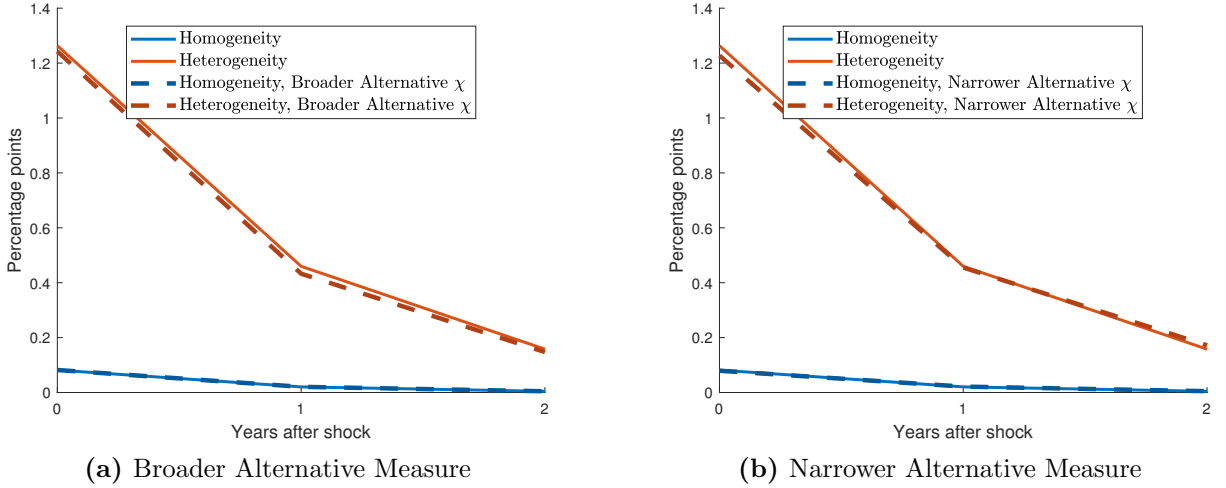 1.4
1.2
1
0.8
0.6
0.4
0.2
0
Percentage points
Homogeneity
Heterogeneity
Homogeneity, Broader Alternative χ
Heterogeneity, Broader Alternative χ
0 1 2
Years after shock
(a) Broader Alternative Measure
1.4
1.2
1
0.8
0.6
0.4
0.2
0
Percentage points
Homogeneity
Heterogeneity
Homogeneity, Narrower Alternative χ
Heterogeneity, Narrower Alternative χ
0 1 2
Years after shock
(b) Narrower Alternative Measure